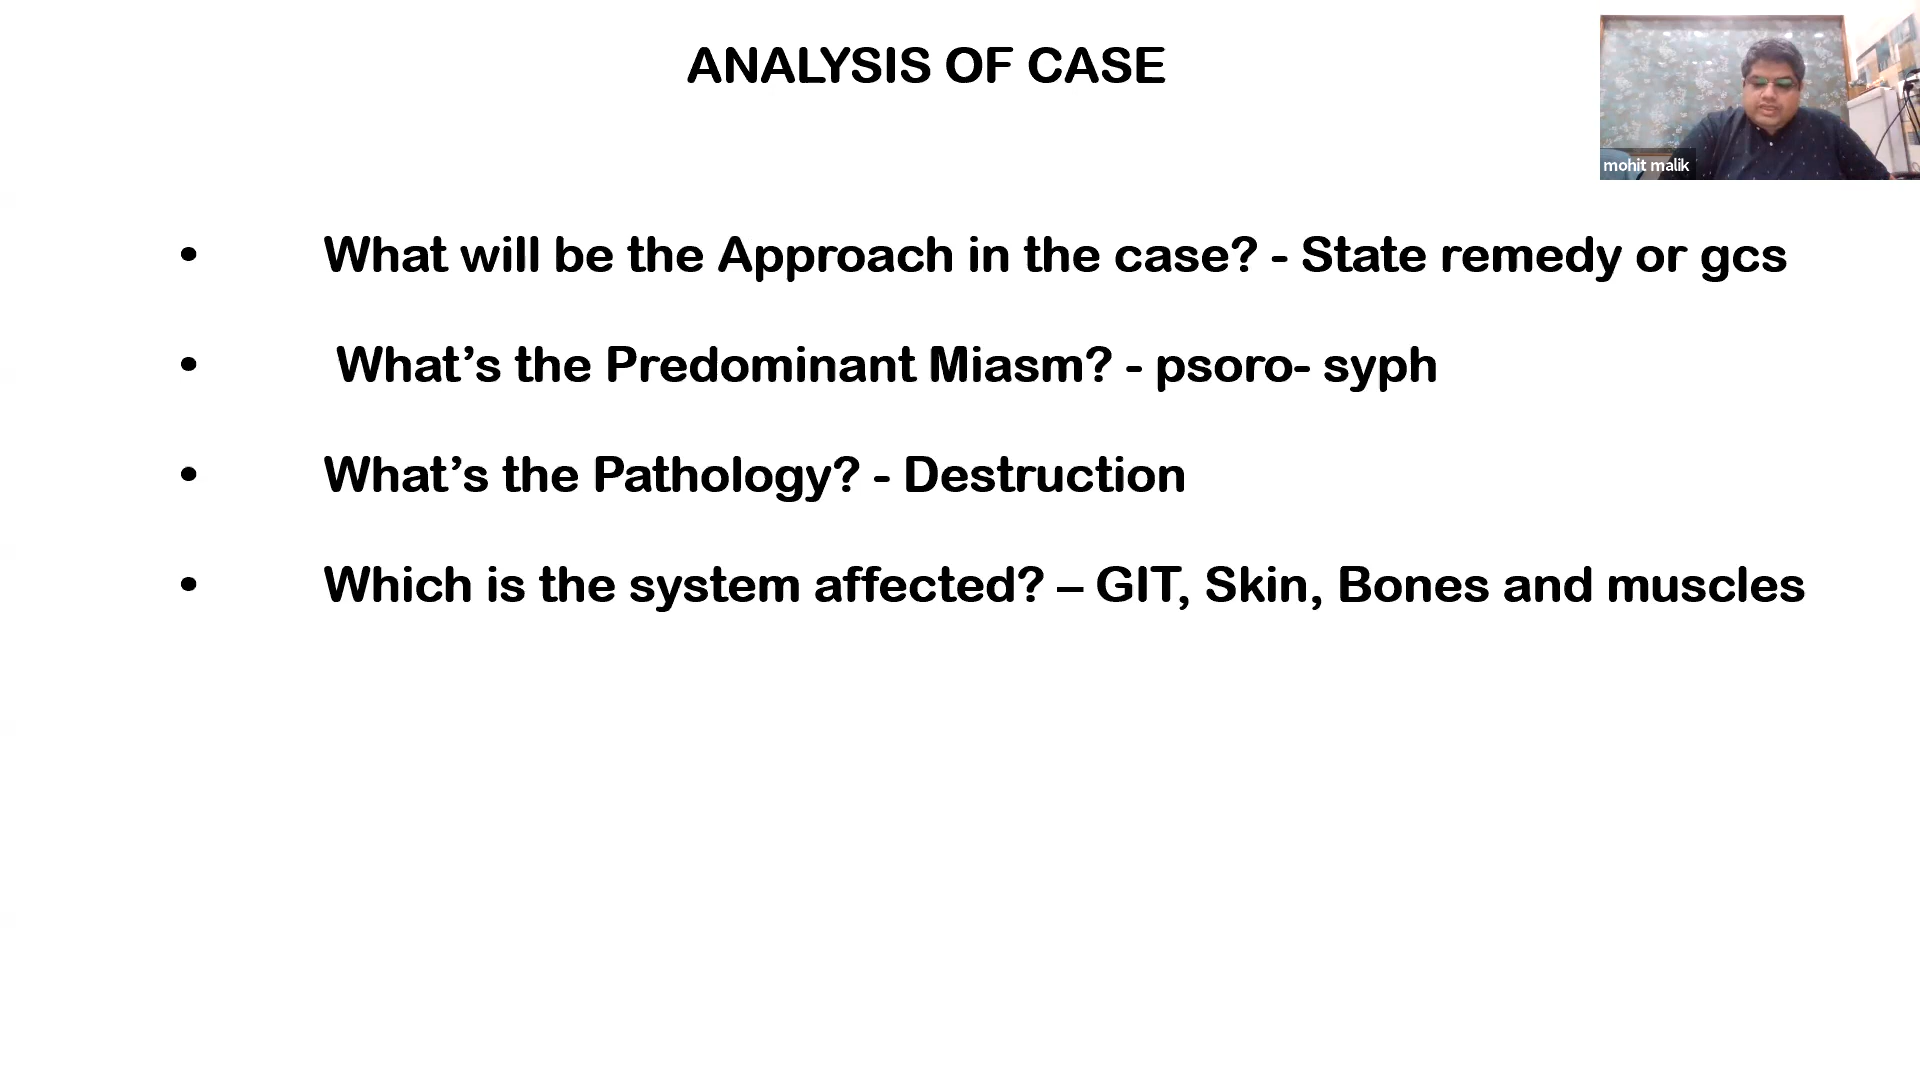 ANALYSIS OF CASE
mohit malik
• What will be the Approach in the case? - State remedy or gcs
• What’s the Predominant Miasm? - psoro- syph
• What’s the Pathology? - Destruction
• Which is the system affected? – GIT, Skin, Bones and muscles